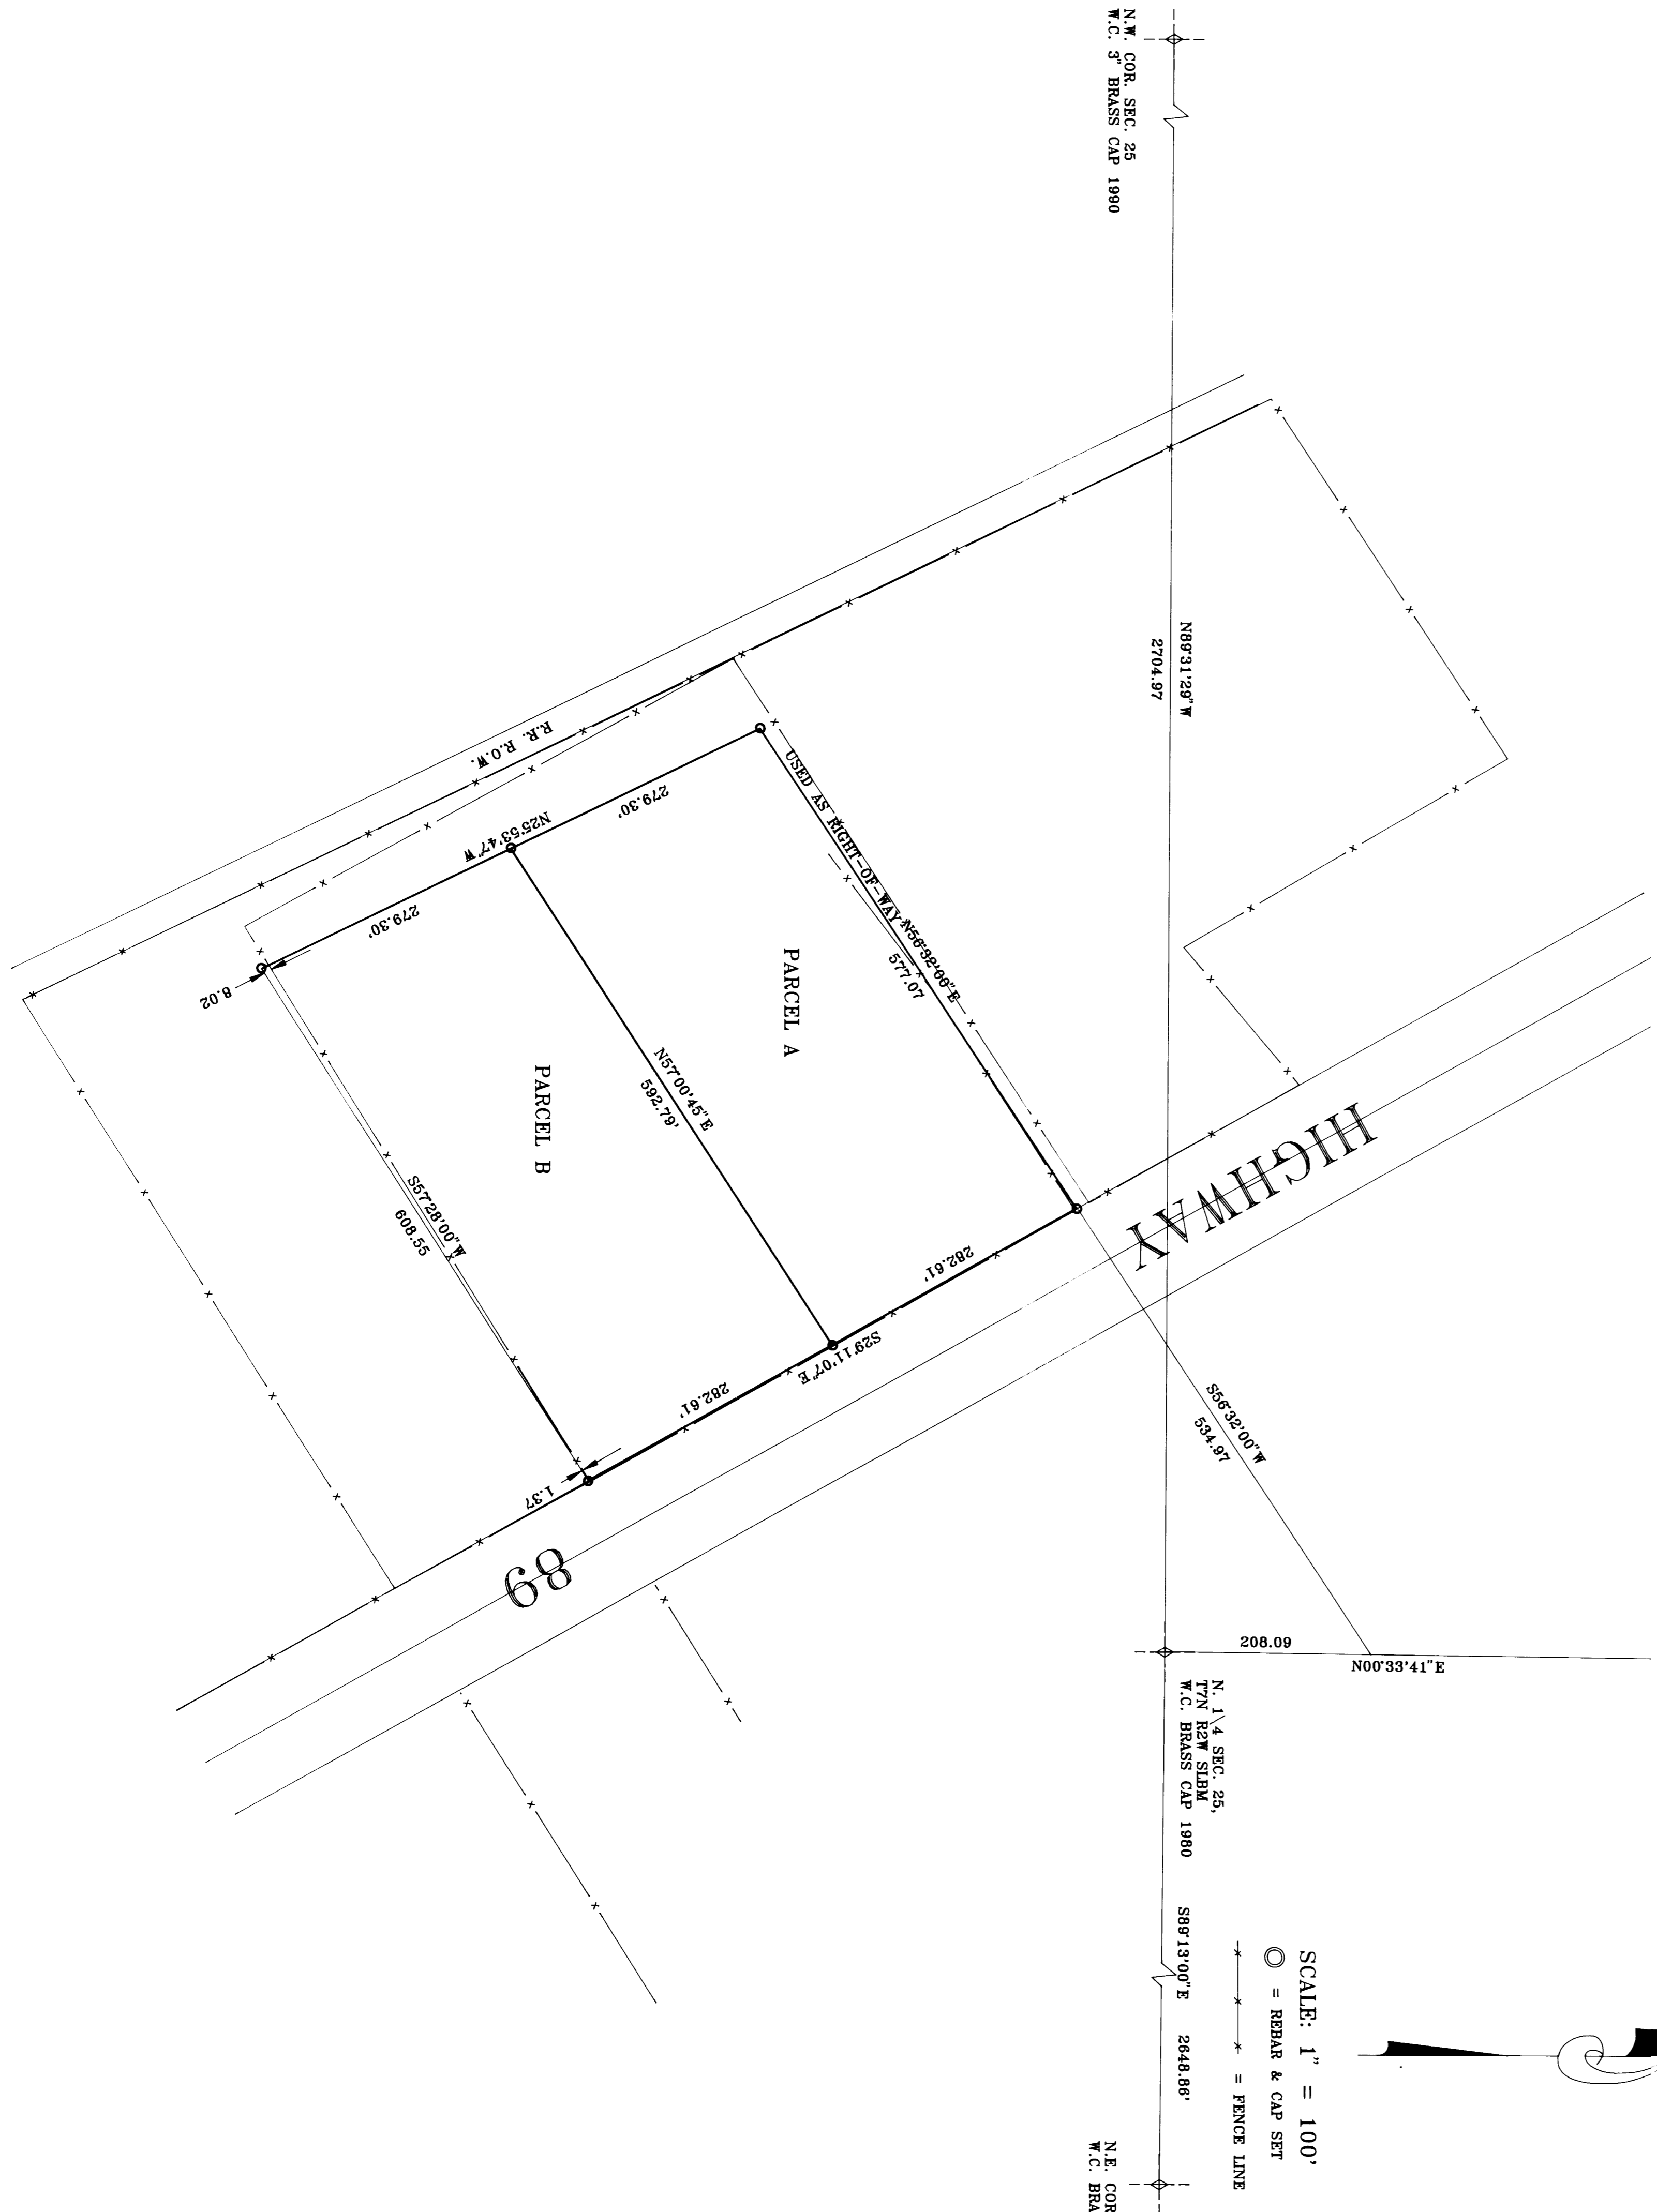 N.W. COR. SEC. 25
W.C. 3" BRASS CAP 1990
N89°31'29"W
2704.97
R.R. R.O.W.
USED AS RIGHT-OF-WAY
N56°32'00"E
577.07
279.30'
N25°53'47"W
279.30'
8.02
PARCEL A
N57°00'45"E
592.79'
PARCEL B
S57°28'00"W
608.55
HIGHWAY
89
282.61'
S29°11'07"E
282.61'
1.37
S56°32'00"W
534.97
208.09
N00°33'41"E
N. 1\4 SEC. 25,
T7N R2W SLBM
W.C. BRASS CAP 1980
S89°13'00"E 2648.86'
SCALE: 1" = 100'
= REBAR & CAP SET
= FENCE LINE
N.E. COR
W.C. BRA